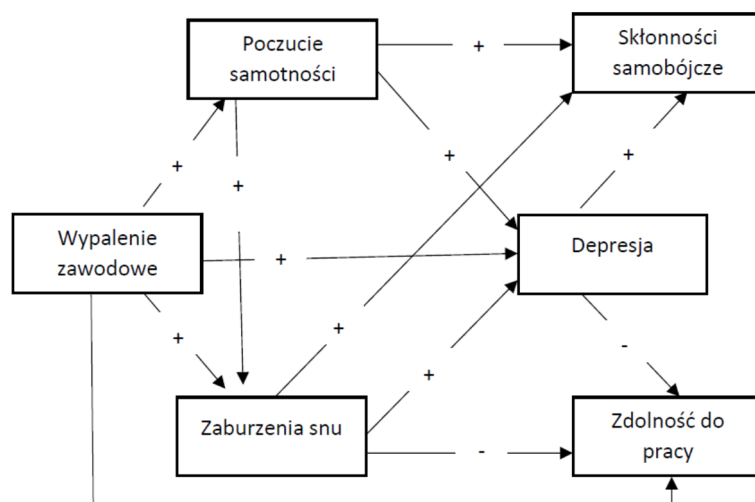 Poczucie
samotności
+
Skłonności
samobójcze
+
+
+
+
Wypalenie
zawodowe
+
Depresja
+
+
+
-
Zaburzenia snu
-
Zdolność do
pracy